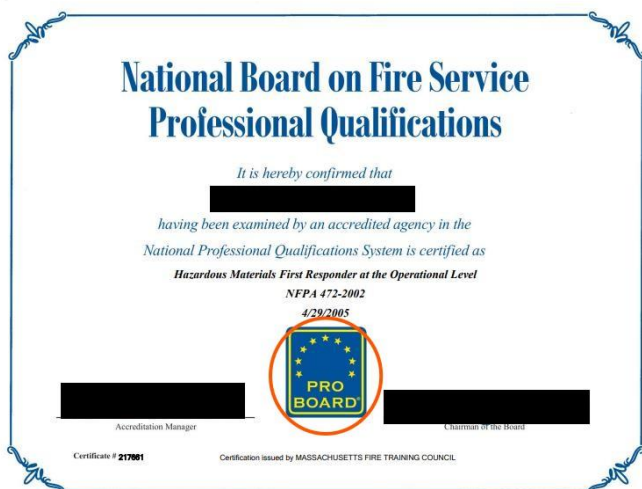 National Board on Fire Service
Professional Qualifications
It is hereby confirmed that
having been examined by an accredited agency in the
National Professional Qualifications System is certified as
Hazardous Materials First Responder at the Operational Level
NFPA 472-2002
4/29/2005
PRO
BOARD®
Accreditation Manager
Chairman of the Board
Certificate # 217661
Certification issued by MASSACHUSETTS FIRE TRAINING COUNCIL